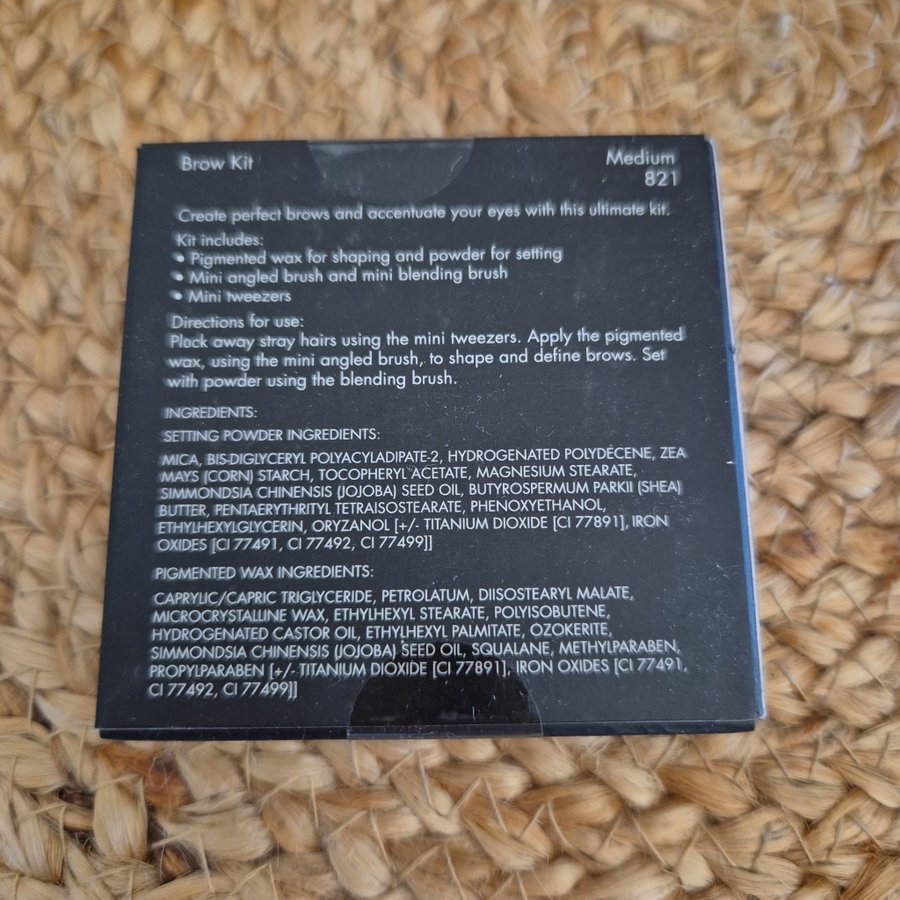 Brow Kit
Medium
821
Create perfect brows and accentuate your eyes with this ultimate kit.
Kit includes:
• Pigmented wax for shaping and powder for setting
• Mini angled brush and mini blending brush
• Mini tweezers
Directions for use:
Pluck away stray hairs using the mini tweezers. Apply the pigmented
wax, using the mini angled brush, to shape and define brows. Set
with powder using the blending brush.
INGREDIENTS:
SETTING POWDER INGREDIENTS:
MICA, BIS-DIGLYCERYL POLYACYLADIPATE-2, HYDROGENATED POLYDECENE, ZEA
MAYS (CORN) STARCH, TOCOPHERYL ACETATE, MAGNESIUM STEARATE,
SIMMONDSIA CHINENSIS (JOJOBA) SEED OIL, BUTYROSPERMUM PARKII (SHEA)
BUTTER, PENTAERYTHRITYL TETRAISOSTEARATE, PHENOXYETHANOL,
ETHYLHEXYLGLYCERIN, ORYZANOL [+/- TITANIUM DIOXIDE [CI 77891], IRON
OXIDES [CI 77491, CI 77492, CI 77499]]
PIGMENTED WAX INGREDIENTS:
CAPRYLIC/CAPRIC TRIGLYCERIDE, PETROLATUM, DIISOSTEARYL MALATE,
MICROCRYSTALLINE WAX, ETHYLHEXYL STEARATE, POLYISOBUTENE,
HYDROGENATED CASTOR OIL, ETHYLHEXYL PALMITATE, OZOKERITE,
SIMMONDSIA CHINENSIS (JOJOBA) SEED OIL, SQUALANE, METHYLPARABEN,
PROPYLPARABEN [+/- TITANIUM DIOXIDE [CI 77891], IRON OXIDES [CI 77491,
CI 77492, CI 77499]]